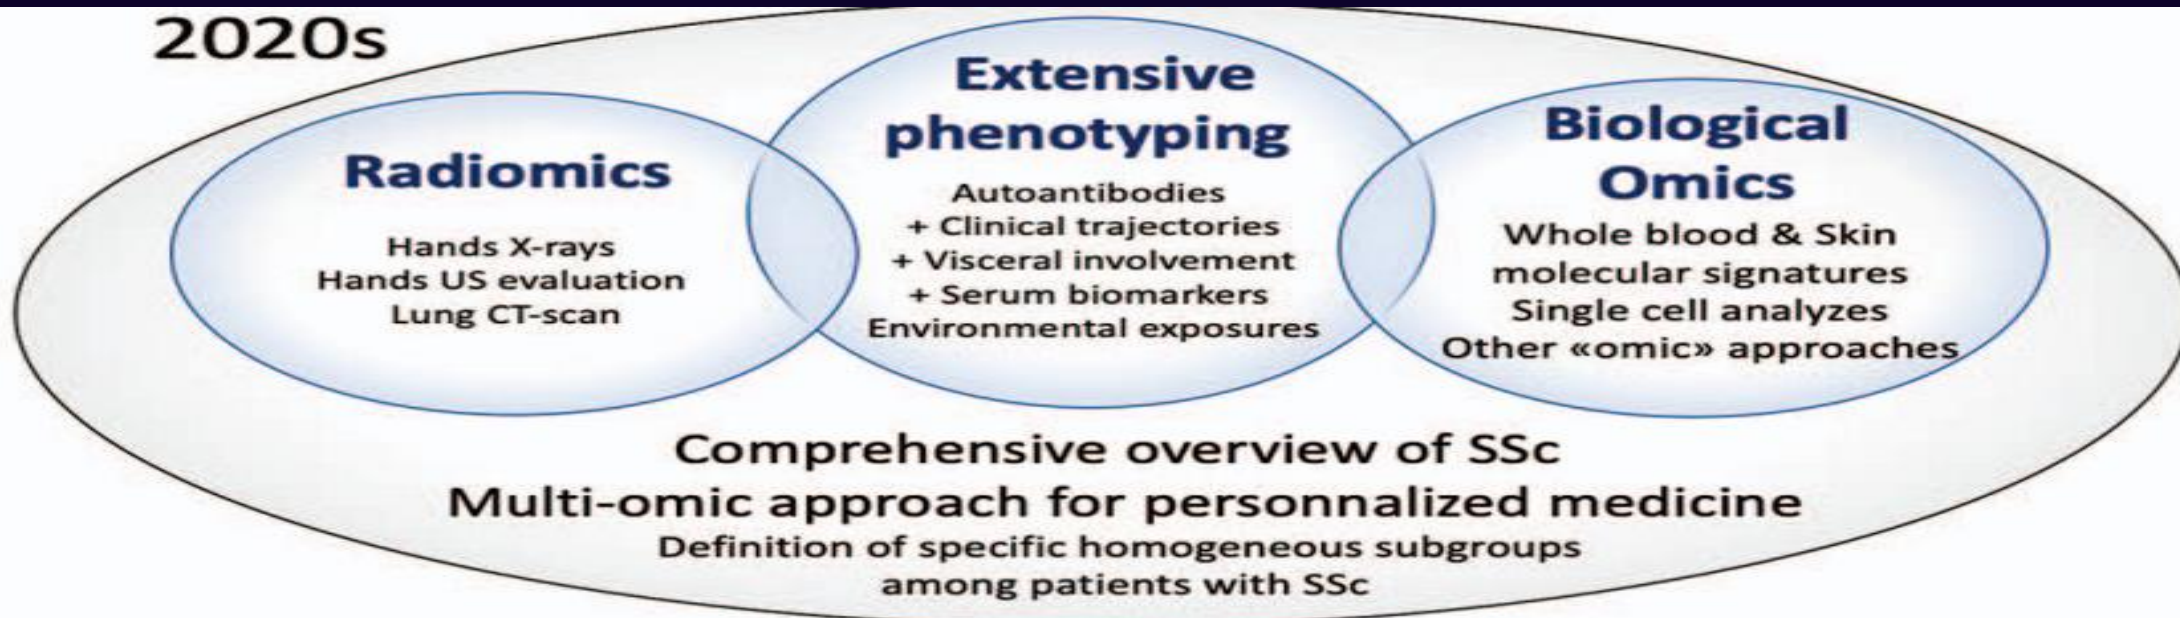 2020s
Radiomics
Hands X-rays
Hands US evaluation
Lung CT-scan
Extensive
phenotyping
Autoantibodies
+ Clinical trajectories
+ Visceral involvement
+ Serum biomarkers
Environmental exposures
Biological
Omics
Whole blood & Skin
molecular signatures
Single cell analyzes
Other «omic» approaches
Comprehensive overview of SSc
Multi-omic approach for personnalized medicine
Definition of specific homogeneous subgroups
among patients with SSc